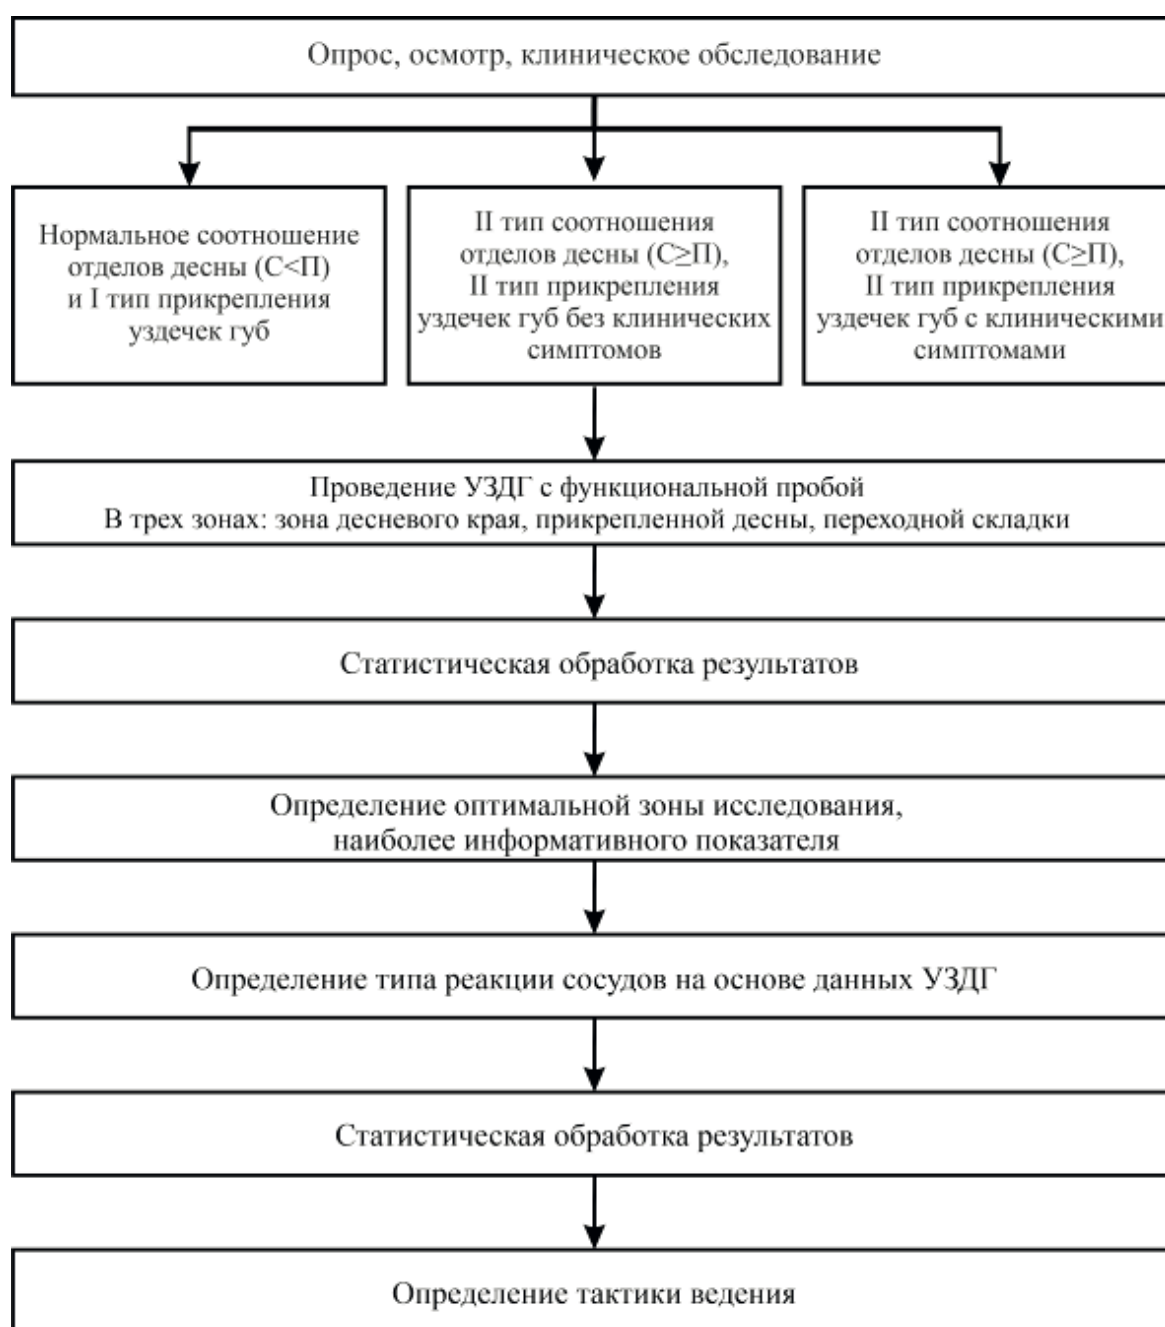 Опрос, осмотр, клиническое обследование
Нормальное соотношение
отделов десны (С<П)
и I тип прикрепления
уздечек губ
II тип соотношения
отделов десны (С≥П),
II тип прикрепления
уздечек губ без клинических
симптомов
II тип соотношения
отделов десны (С≥П),
II тип прикрепления
уздечек губ с клиническими
симптомами
Проведение УЗДГ с функциональной пробой
В трех зонах: зона десневого края, прикрепленной десны, переходной складки
Статистическая обработка результатов
Определение оптимальной зоны исследования,
наиболее информативного показателя
Определение типа реакции сосудов на основе данных УЗДГ
Статистическая обработка результатов
Определение тактики ведения